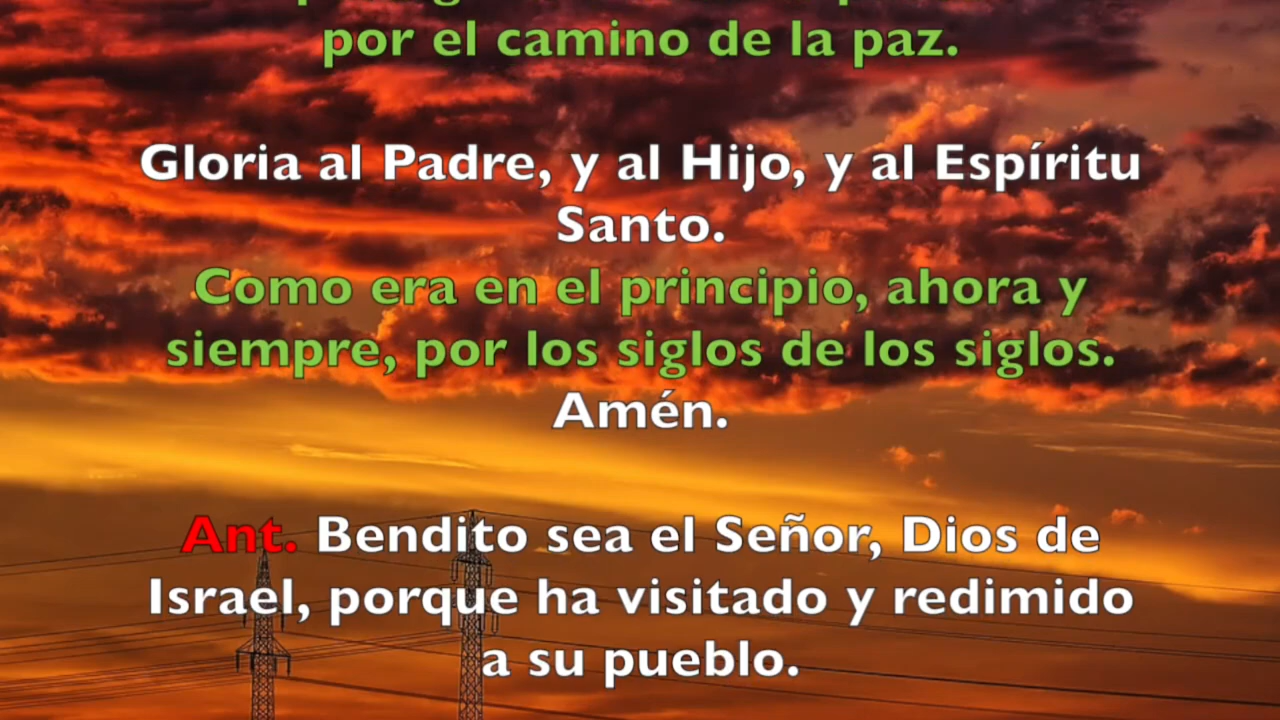 por el camino de la paz.
Gloria al Padre, y al Hijo, y al Espíritu
Santo.
Como era en el principio, ahora y
siempre, por los siglos de los siglos.
Amén.
Ant. Bendito sea el Señor, Dios de
Israel, porque ha visitado y redimido
a su pueblo.